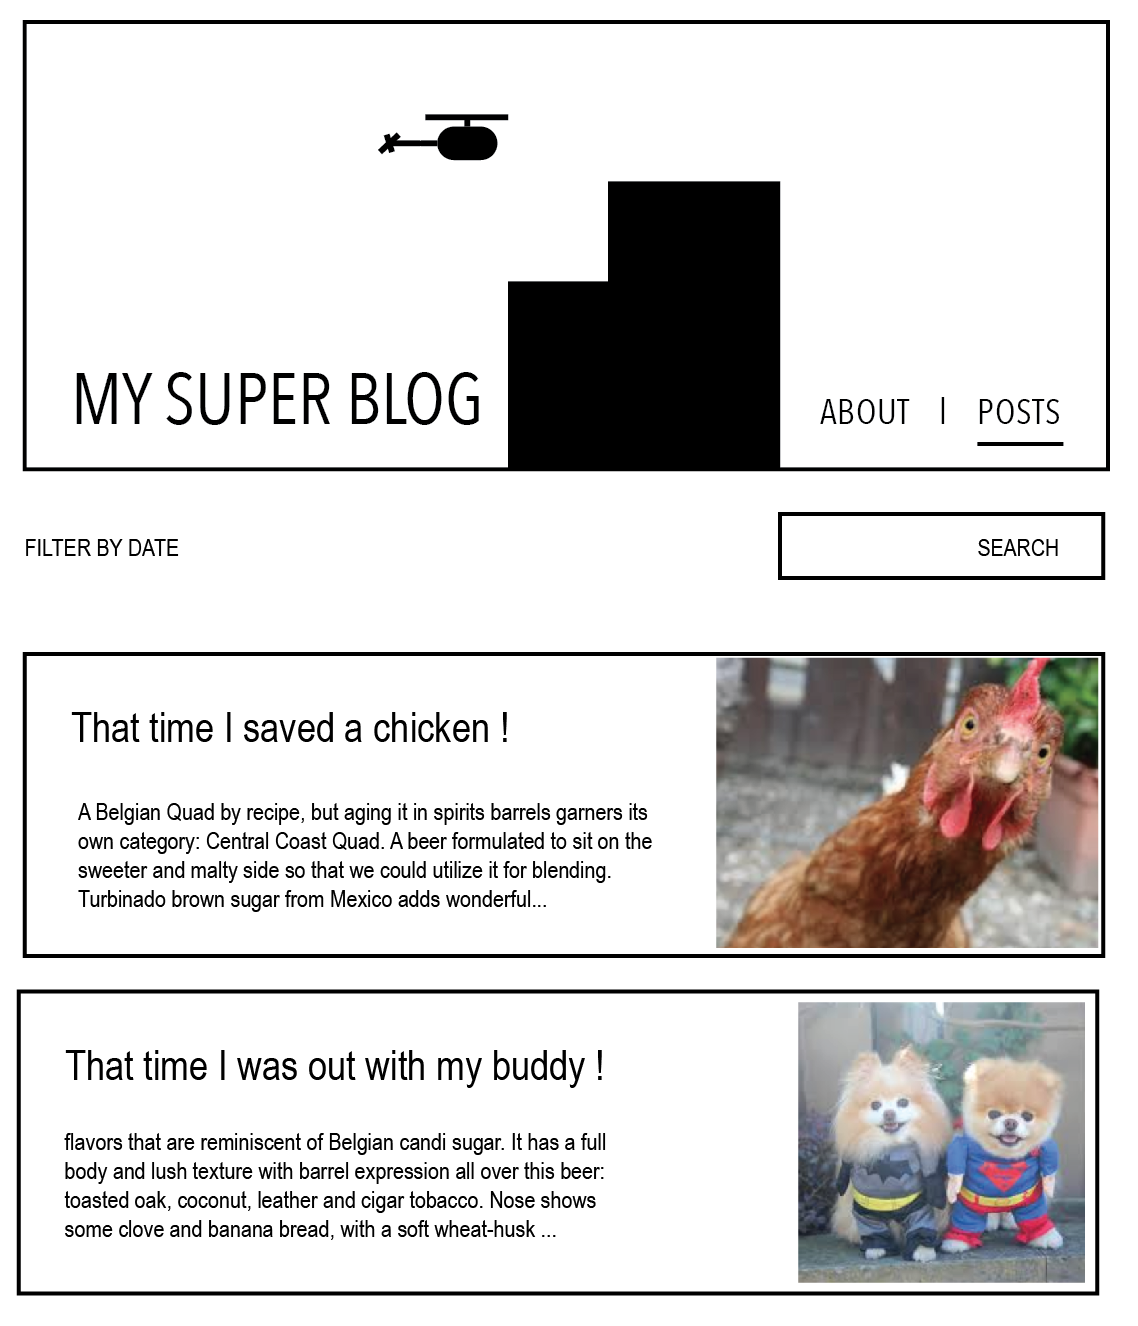 MY SUPER BLOG
ABOUT | POSTS
FILTER BY DATE
SEARCH
That time I saved a chicken !
A Belgian Quad by recipe, but aging it in spirits barrels garners its
own category: Central Coast Quad. A beer formulated to sit on the
sweeter and malty side so that we could utilize it for blending.
Turbinado brown sugar from Mexico adds wonderful...
That time I was out with my buddy !
flavors that are reminiscent of Belgian candi sugar. It has a full
body and lush texture with barrel expression all over this beer:
toasted oak, coconut, leather and cigar tobacco. Nose shows
some clove and banana bread, with a soft wheat-husk ...